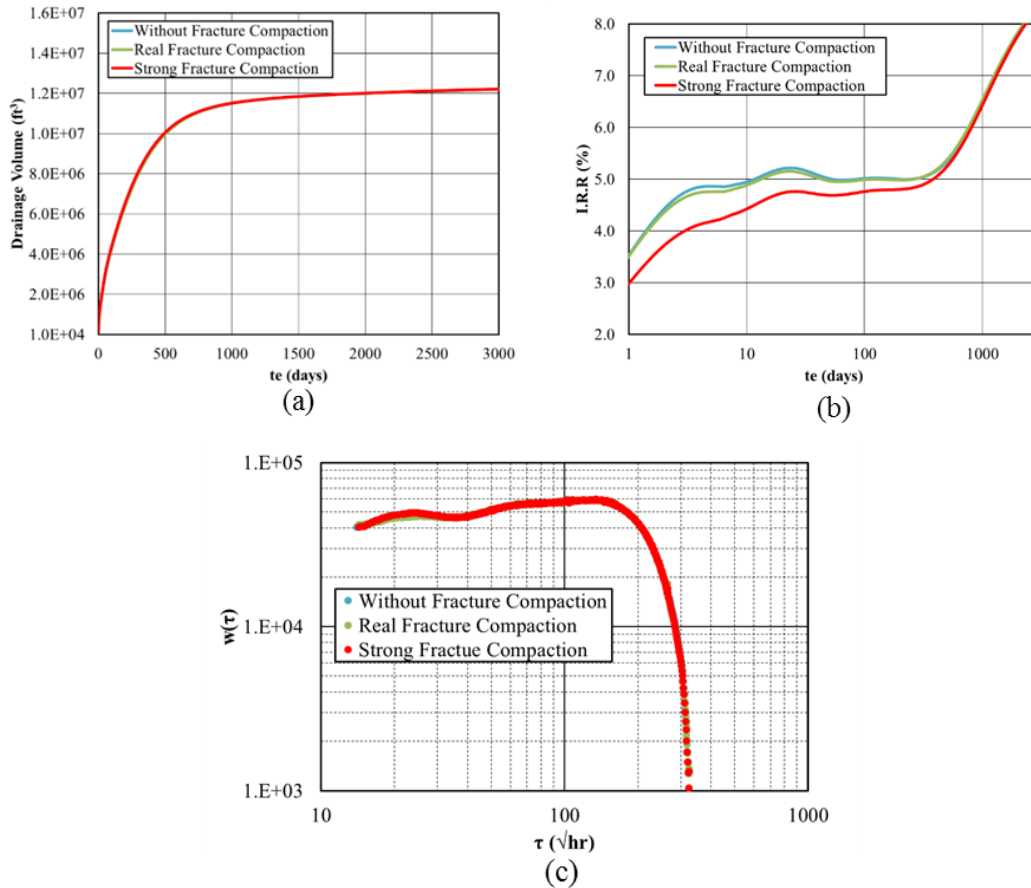 Without Fracture Compaction
Real Fracture Compaction
Strong Fracture Compaction
Drainage Volume (ft³)
1.6E+07
1.4E+07
1.2E+07
1.0E+07
8.0E+06
6.0E+06
4.0E+06
2.0E+06
1.0E+04
0
500
1000
1500
2000
2500
3000
te (days)
(a)
Without Fracture Compaction
Real Fracture Compaction
Strong Fracture Compaction
I.R.R (%)
8.0
7.0
6.0
5.0
4.0
3.0
2.0
1
10
100
1000
te (days)
(b)
w(τ)
1.E+05
1.E+04
1.E+03
Without Fracture Compaction
Real Fracture Compaction
Strong Fractue Compaction
10
100
1000
τ (√hr)
(c)